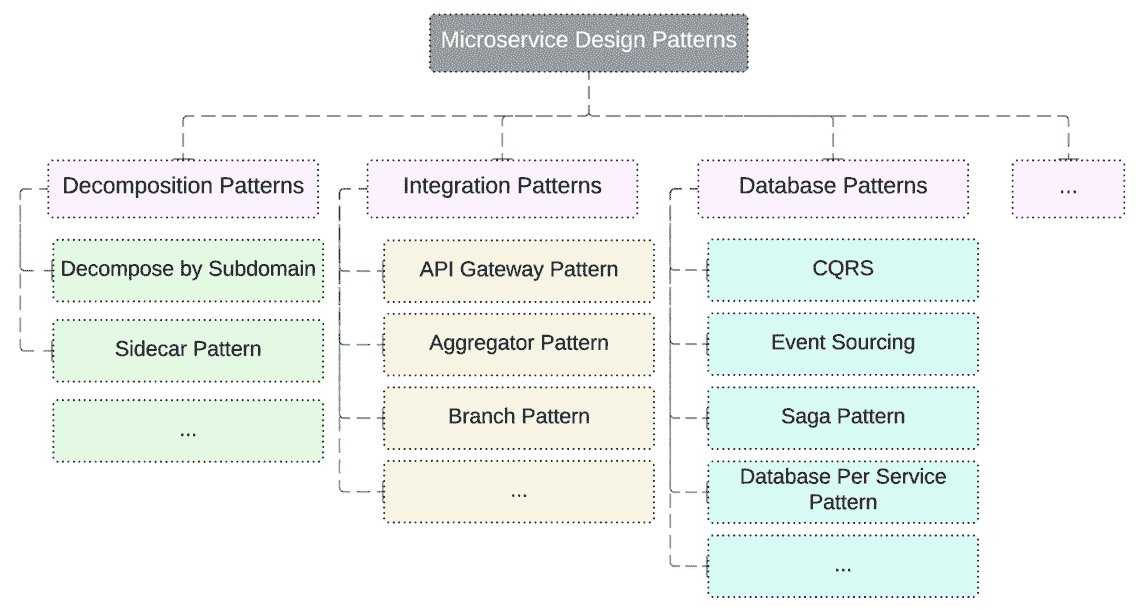 Microservice Design Patterns
Decomposition Patterns
Decompose by Subdomain
Sidecar Pattern
...
Integration Patterns
API Gateway Pattern
Aggregator Pattern
Branch Pattern
...
Database Patterns
CQRS
Event Sourcing
Saga Pattern
Database Per Service
Pattern
...
...